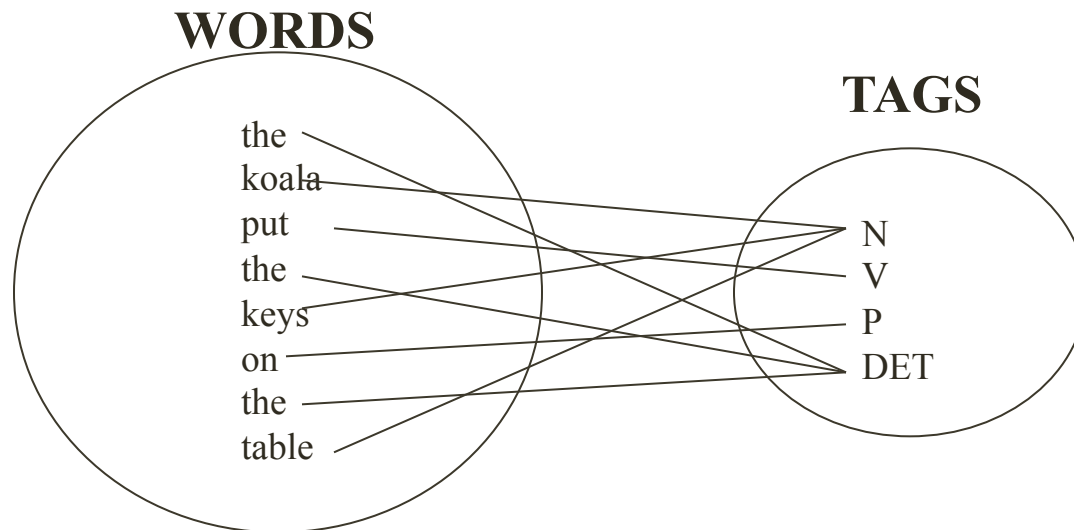 WORDS
the
koala
put
the
keys
on
the
table
TAGS
N
V
P
DET